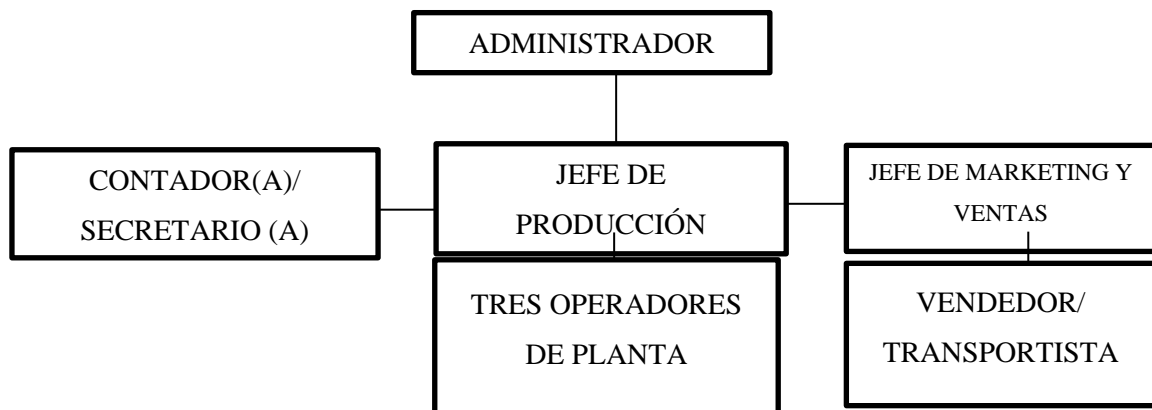 ADMINISTRADOR
CONTADOR(A)/
SECRETARIO (A)
JEFE DE
PRODUCCIÓN
JEFE DE MARKETING Y
VENTAS
TRES OPERADORES
DE PLANTA
VENDEDOR/
TRANSPORTISTA